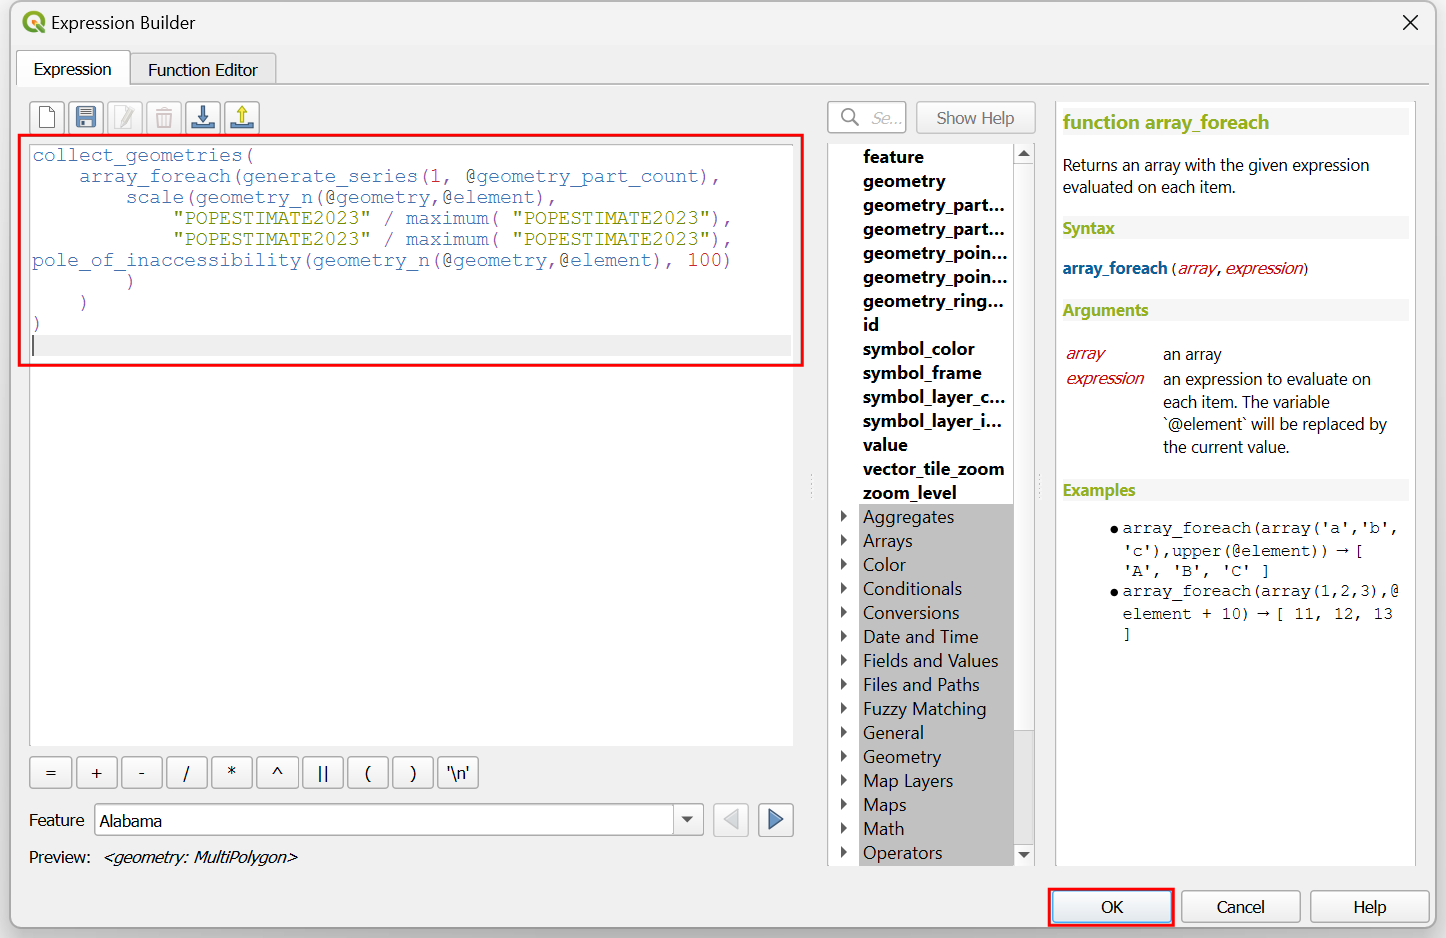 Expression Builder
Expression
Function Editor
collect_geometries(
    array_foreach(generate_series(1, @geometry_part_count),
        scale(geometry_n(@geometry,@element),
            "POPESTIMATE2023" / maximum( "POPESTIMATE2023"),
            "POPESTIMATE2023" / maximum( "POPESTIMATE2023"),
pole_of_inaccessibility(geometry_n(@geometry,@element), 100)
        )
    )
)
= + - / * ^ || ( ) '\n'
Feature Alabama
Preview: <geometry: MultiPolygon>
Se...
Show Help
feature
geometry
geometry_part...
geometry_part...
geometry_poin...
geometry_poin...
geometry_ring...
id
symbol_color
symbol_frame
symbol_layer_c...
symbol_layer_i...
value
vector_tile_zoom
zoom_level
Aggregates
Arrays
Color
Conditionals
Conversions
Date and Time
Fields and Values
Files and Paths
Fuzzy Matching
General
Geometry
Map Layers
Maps
Math
Operators
function array_foreach
Returns an array with the given expression
evaluated on each item.
Syntax
array_foreach(array, expression)
Arguments
array an array
expression an expression to evaluate on
each item. The variable
`@element` will be replaced by
the current value.
Examples
● array_foreach(array('a','b',
'c'),upper(@element)) → [
'A', 'B', 'C' ]
● array_foreach(array(1,2,3),@
element + 10) → [ 11, 12, 13
]
OK
Cancel
Help